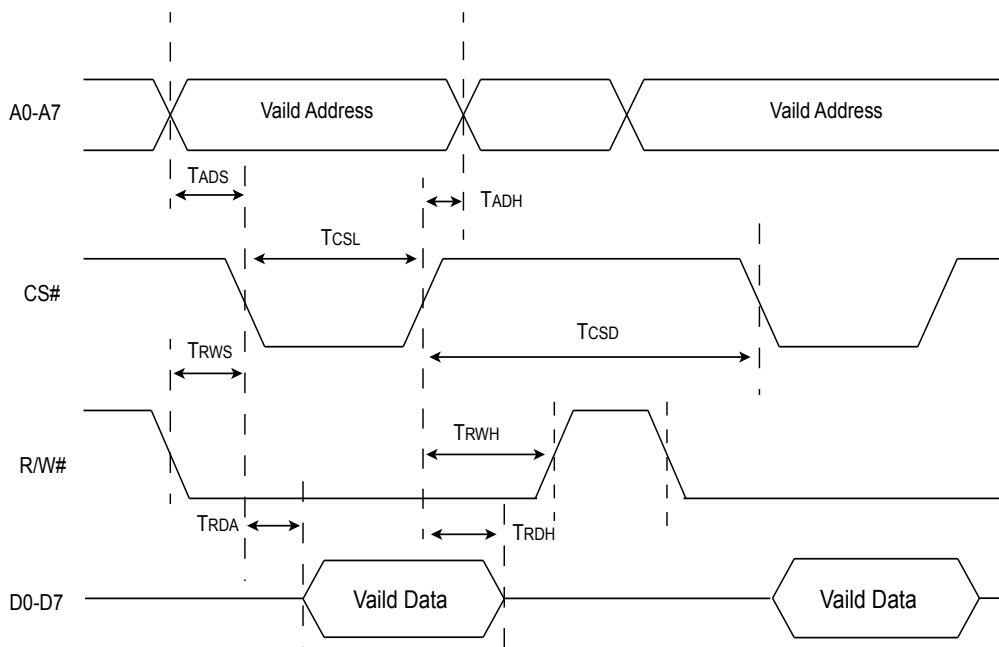 A0-A7
Vaild Address
Vaild Address
TADS
TADH
TCSL
CS#
TCSD
TRWS
TRWH
R/W#
TRDA
TRDH
D0-D7
Vaild Data
Vaild Data